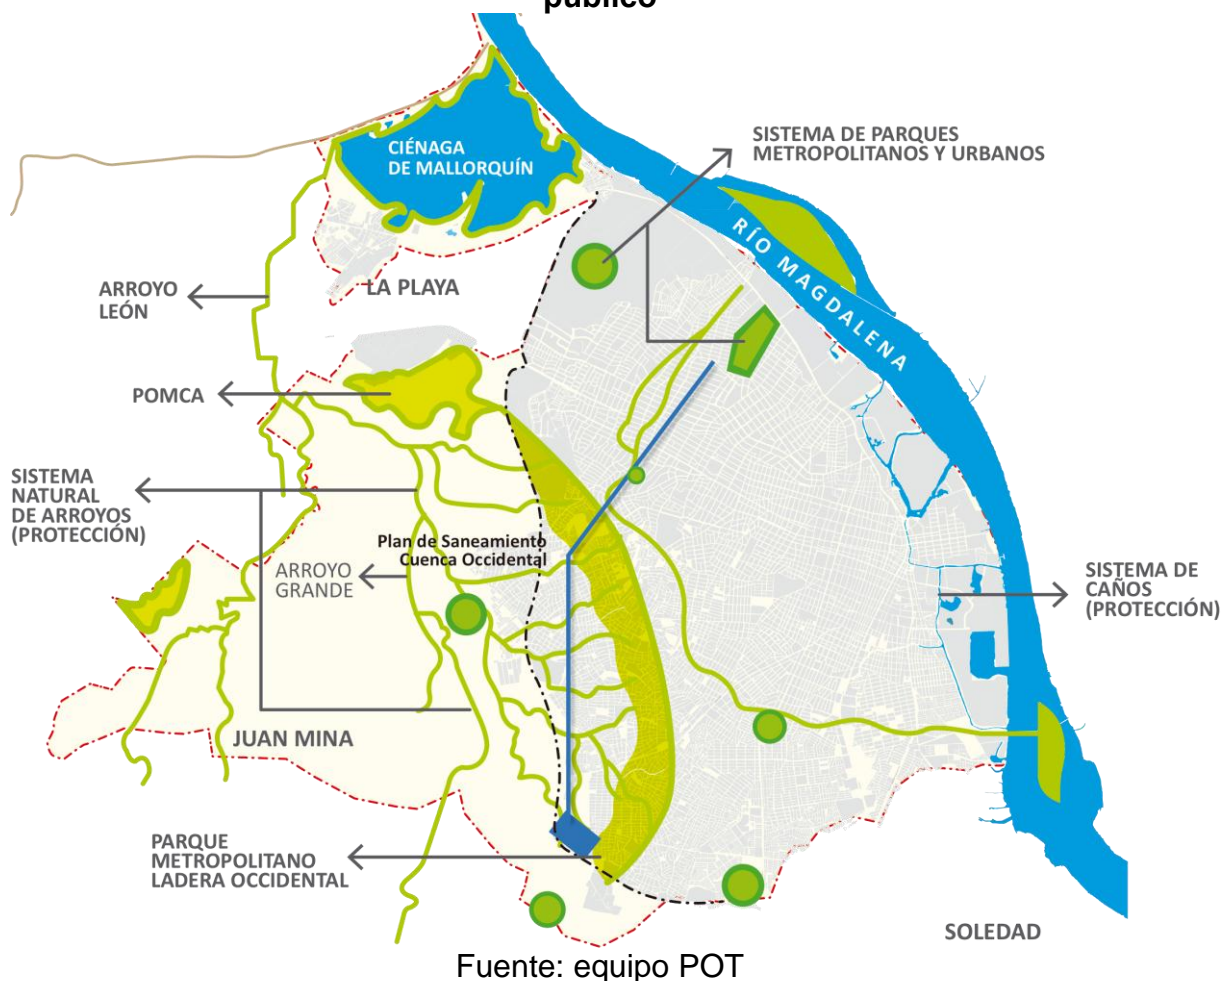 público
CIÉNAGA
DE MALLORQUÍN
SISTEMA DE PARQUES
METROPOLITANOS Y URBANOS
RÍO MAGDALENA
ARROYO
LEÓN
LA PLAYA
POMCA
SISTEMA
NATURAL
DE ARROYOS
(PROTECCIÓN)
Plan de Saneamiento
Cuenca Occidental
ARROYO
GRANDE
SISTEMA DE
CAÑOS
(PROTECCIÓN)
JUAN MINA
PARQUE
METROPOLITANO
LADERA OCCIDENTAL
SOLEDAD
Fuente: equipo POT